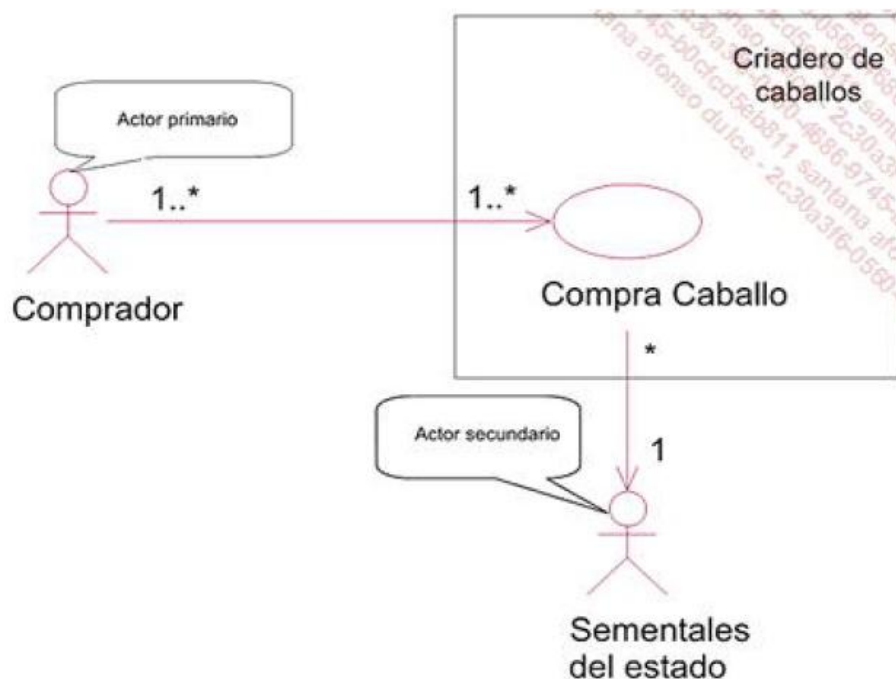 Criadero de
caballos
Actor primario
1..*
1..*
Comprador
Compra Caballo
*
1
Actor secundario
Sementales
del estado